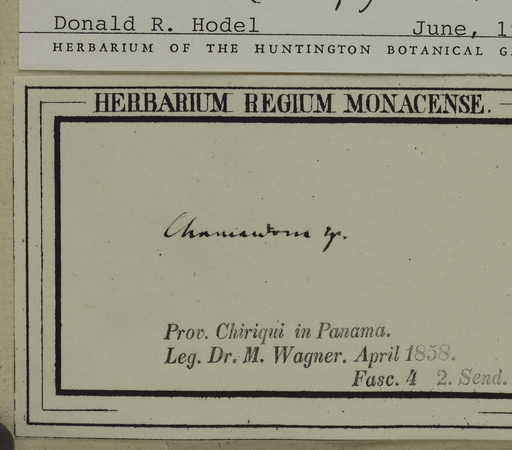 Donald R. Hodel June, 1
HERBARIUM OF THE HUNTINGTON BOTANICAL GA
HERBARIUM REGIUM MONACENSE.
Chamaedorea sp.
Prov. Chiriqui in Panama.
Leg. Dr. M. Wagner. April 1858.
Fasc. 4 2. Send.